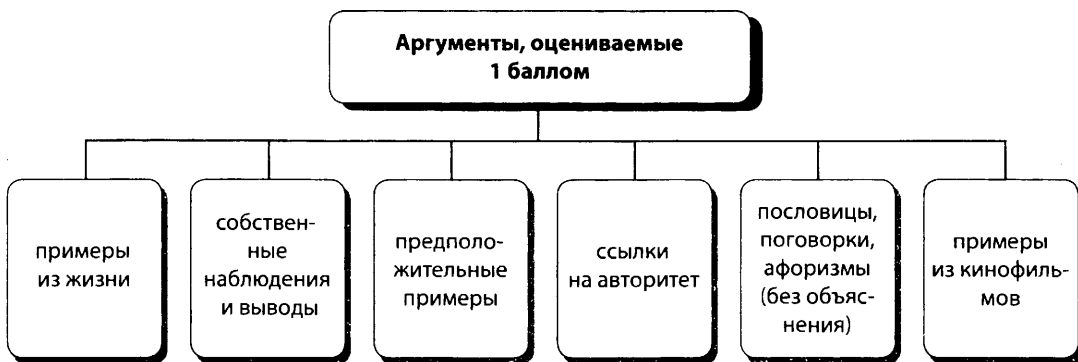 Аргументы, оцениваемые
1 баллом
примеры
из жизни
собствен-
ные
наблюдения
и выводы
предполо-
жительные
примеры
ссылки
на авторитет
пословицы,
поговорки,
афоризмы
(без объяс-
нения)
примеры
из кинофиль-
мов